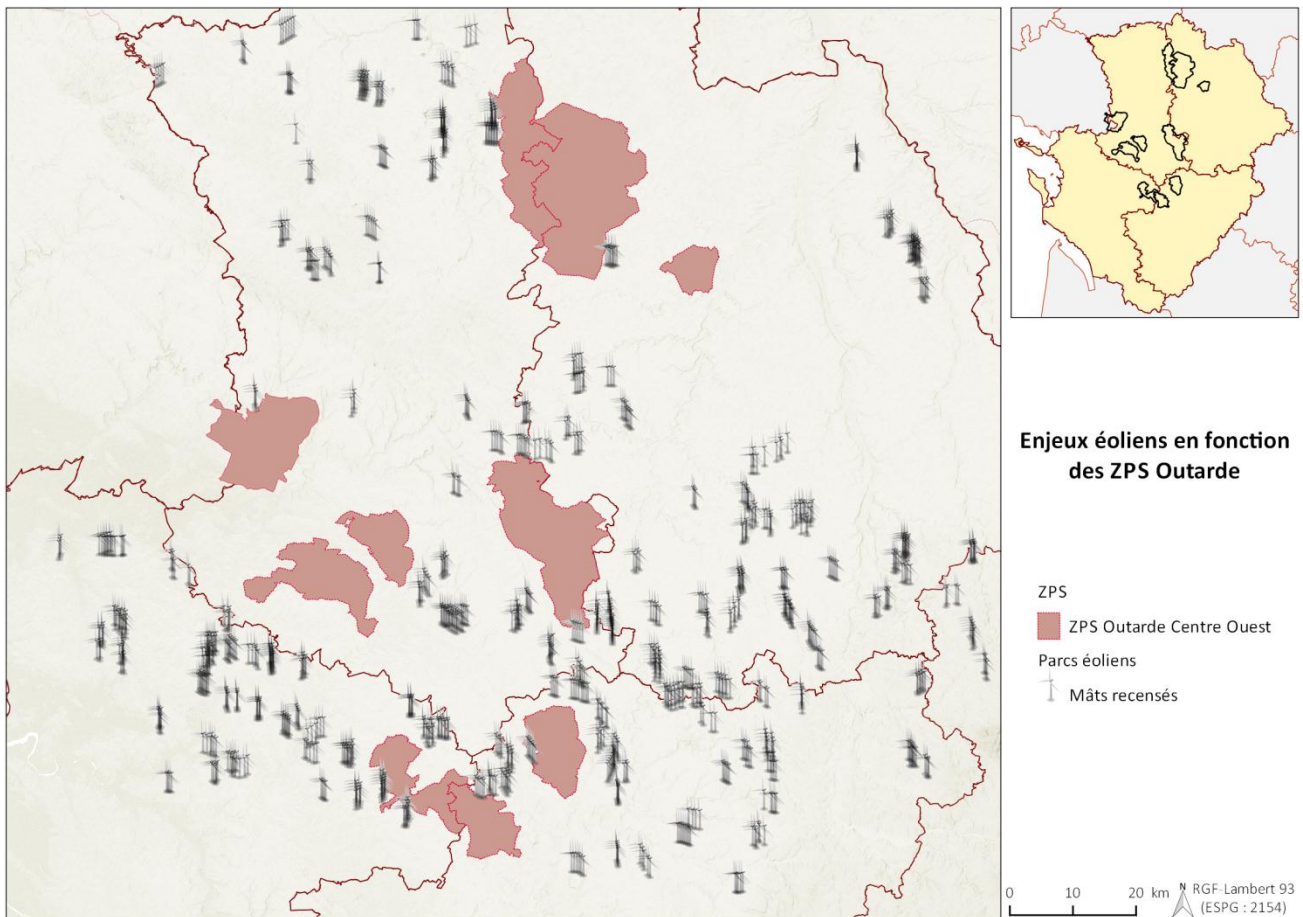 Enjeux éoliens en fonction
des ZPS Outarde
ZPS
ZPS Outarde Centre Ouest
Parcs éoliens
Mâts recensés
0 10 20 km
N
RGF-Lambert 93
(ESPG : 2154)